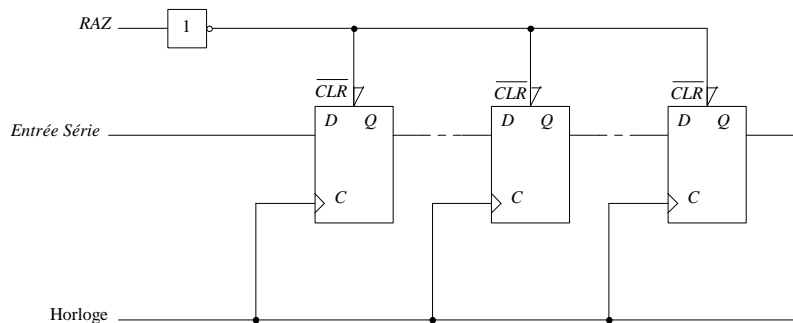 RAZ
1
CLR CLR CLR
D Q D Q D Q
Entrée Série
C C C
Horloge